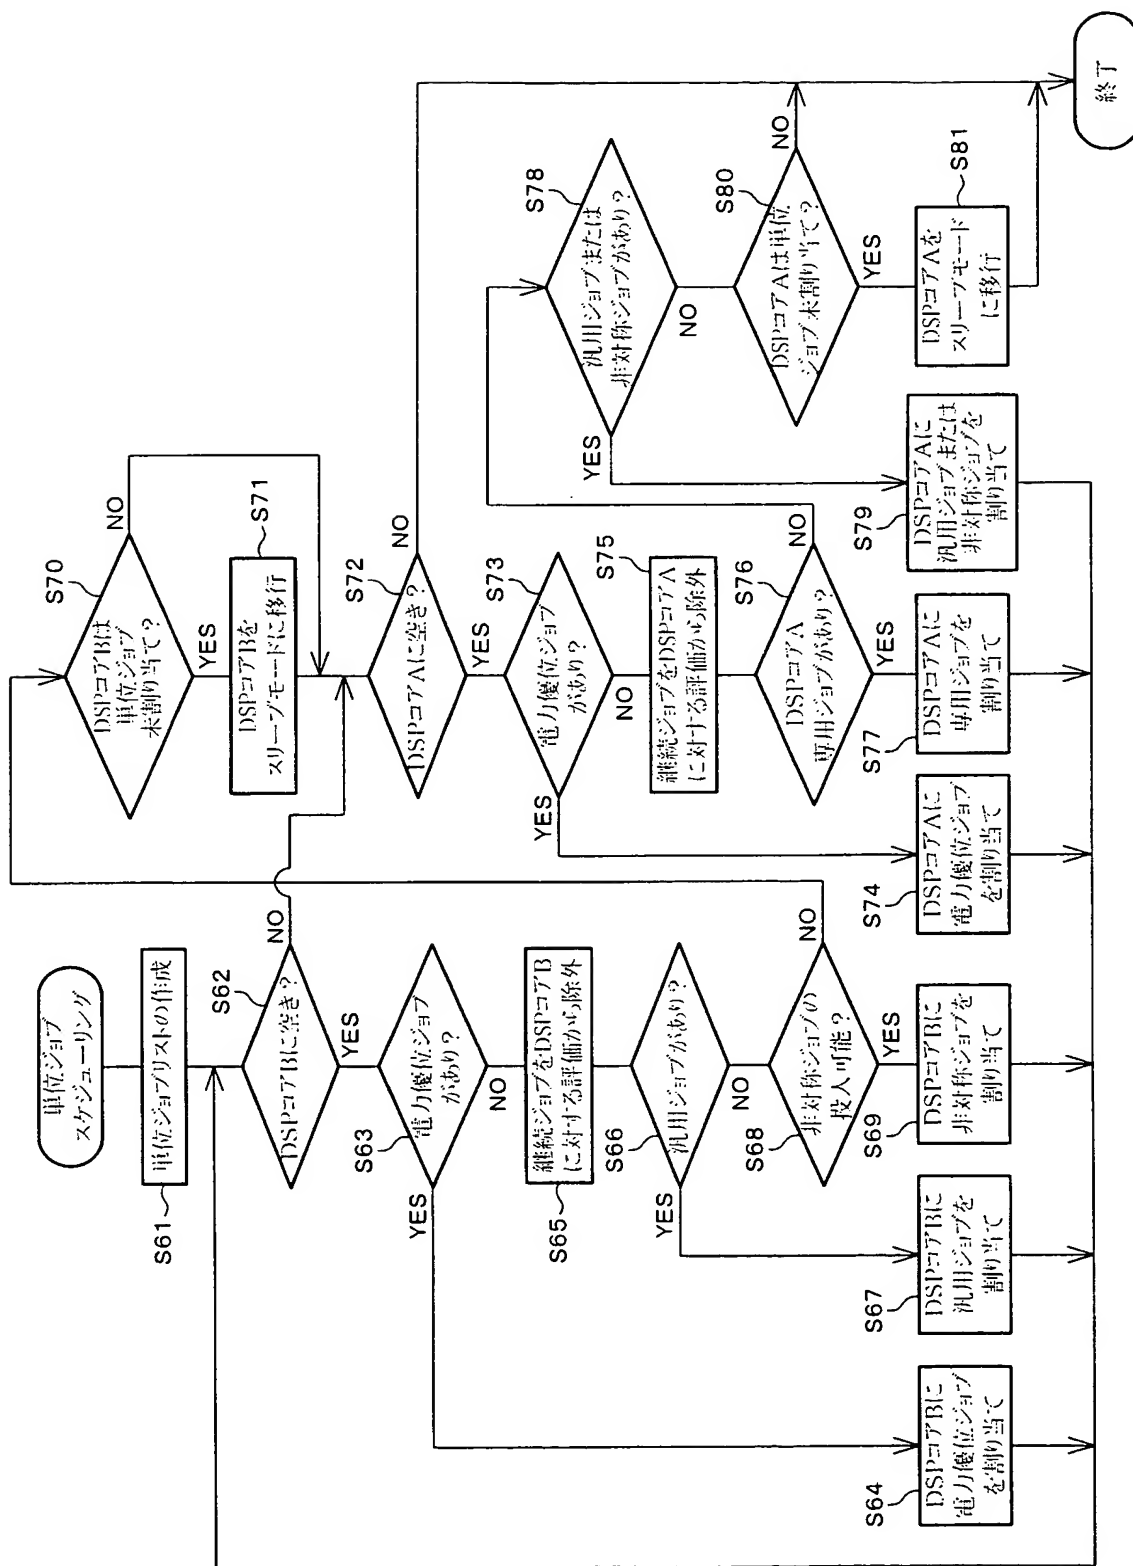 単位ジョブ
スケジューリング
S61
単位ジョブリストの作成
S62
DSPコアBに空き?
YES
NO
S63
電力優位ジョブ
があり?
YES
NO
S64
DSPコアBに
電力優位ジョブ
を割り当て
S65
継続ジョブをDSPコアB
に対する評価から除外
S66
汎用ジョブがあり?
YES
NO
S67
DSPコアBに
汎用ジョブを
割り当て
S68
非対称ジョブの
投入可能?
YES
NO
S69
DSPコアBに
非対称ジョブを
割り当て
S70
DSPコアBは
単位ジョブ
未割り当て?
YES
NO
S71
DSPコアBを
スリープモードに移行
S72
DSPコアAに空き?
YES
NO
S73
電力優位ジョブ
があり?
YES
NO
S74
DSPコアAに
電力優位ジョブ
を割り当て
S75
継続ジョブをDSPコアA
に対する評価から除外
S76
DSPコアA
専用ジョブがあり?
YES
NO
S77
DSPコアAに
専用ジョブを
割り当て
S78
汎用ジョブまたは
非対称ジョブがあり?
YES
NO
S79
DSPコアAに
汎用ジョブまたは
非対称ジョブを
割り当て
S80
DSPコアAは単位
ジョブ未割り当て?
YES
NO
S81
DSPコアAを
スリープモード
に移行
終了